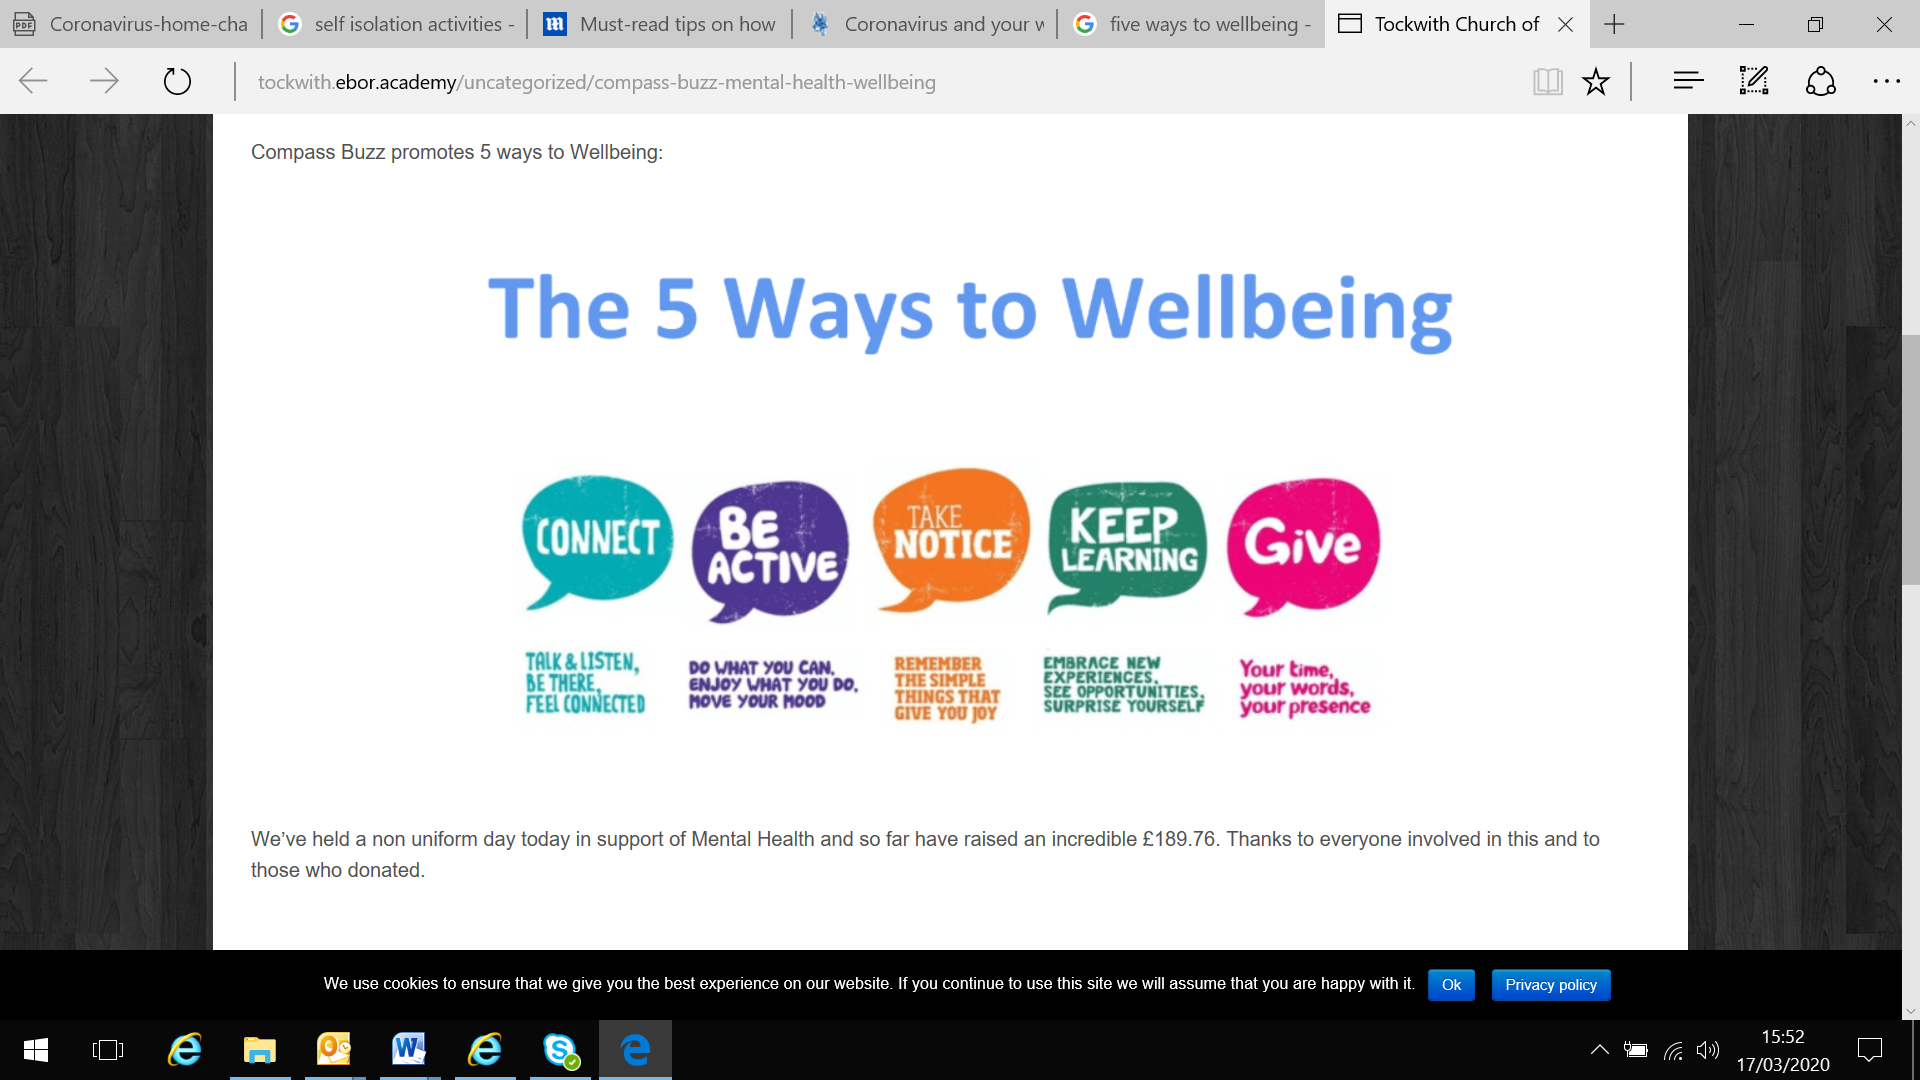 Coronavirus-home-cha
self isolation activities -
Must-read tips on how
Coronavirus and your w
five ways to wellbeing -
Tockwith Church of
tockwith.ebor.academy/uncategorized/compass-buzz-mental-health-wellbeing
Compass Buzz promotes 5 ways to Wellbeing:
The 5 Ways to Wellbeing
CONNECT
BE
ACTIVE
TAKE
NOTICE
KEEP
LEARNING
Give
TALK & LISTEN,
BE THERE,
FEEL CONNECTED
DO WHAT YOU CAN,
ENJOY WHAT YOU DO,
MOVE YOUR MOOD
REMEMBER
THE SIMPLE
THINGS THAT
GIVE YOU JOY
EMBRACE NEW
EXPERIENCES,
SEE OPPORTUNITIES,
SURPRISE YOURSELF
Your time,
your words,
your presence
We’ve held a non uniform day today in support of Mental Health and so far have raised an incredible £189.76. Thanks to everyone involved in this and to
those who donated.
We use cookies to ensure that we give you the best experience on our website. If you continue to use this site we will assume that you are happy with it.
Ok
Privacy policy
15:52
17/03/2020